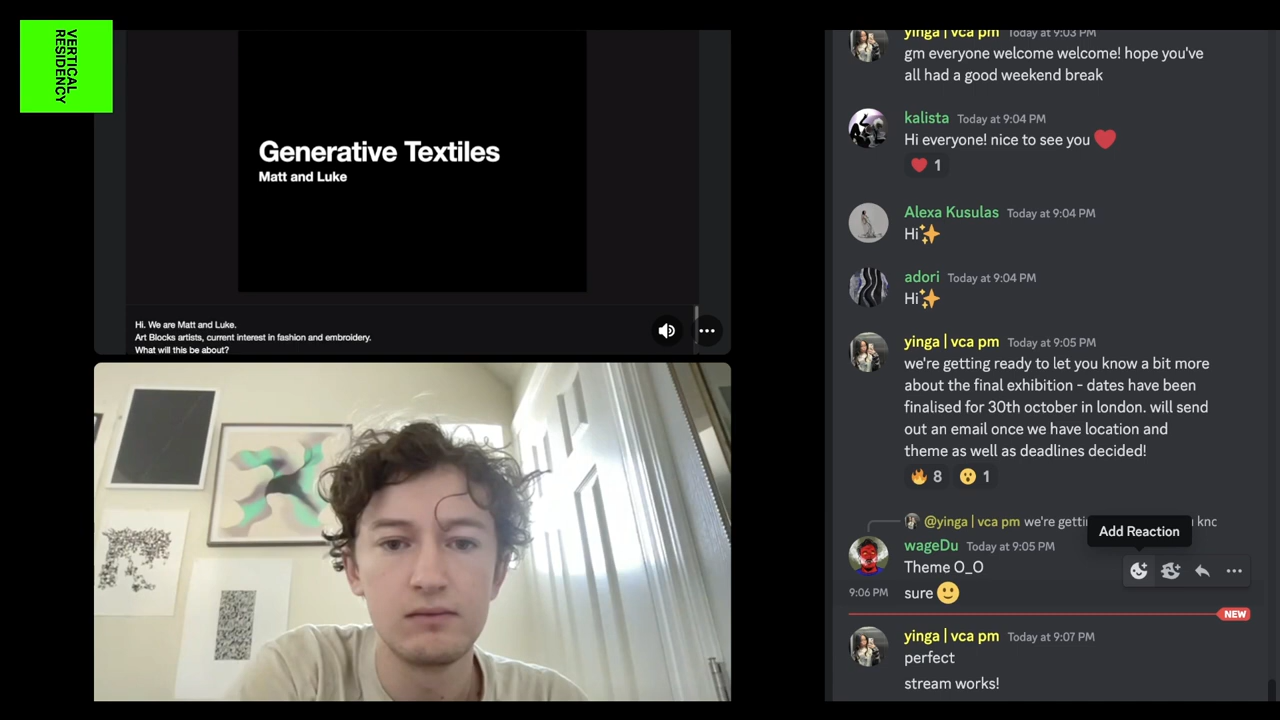 VERTICAL
RESIDENCY
Generative Textiles
Matt and Luke
Hi. We are Matt and Luke.
Art Blocks artists, current interest in fashion and embroidery.
What will this be about?
yinga | vca pm Today at 9:03 PM
gm everyone welcome welcome! hope you've
all had a good weekend break
kalista Today at 9:04 PM
Hi everyone! nice to see you ❤️
❤️ 1
Alexa Kusulas Today at 9:04 PM
Hi✨
adori Today at 9:04 PM
Hi✨
yinga | vca pm Today at 9:05 PM
we're getting ready to let you know a bit more
about the final exhibition - dates have been
finalised for 30th october in london. will send
out an email once we have location and
theme as well as deadlines decided!
🔥 8 😮 1
@yinga | vca pm we're getti
Add Reaction
wageDu Today at 9:05 PM
Theme O_O
9:06 PM sure 🙂
NEW
yinga | vca pm Today at 9:07 PM
perfect
stream works!